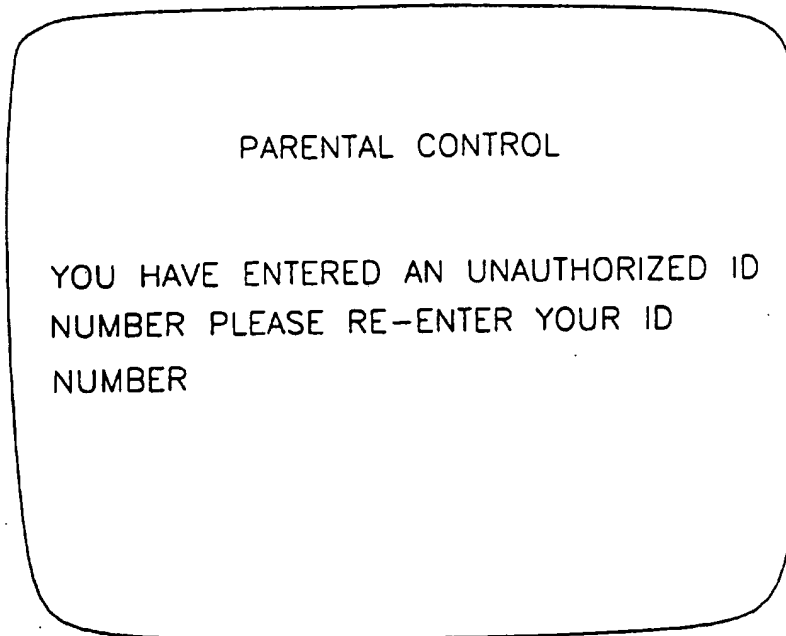 PARENTAL CONTROL
YOU HAVE ENTERED AN UNAUTHORIZED ID
NUMBER PLEASE RE-ENTER YOUR ID
NUMBER